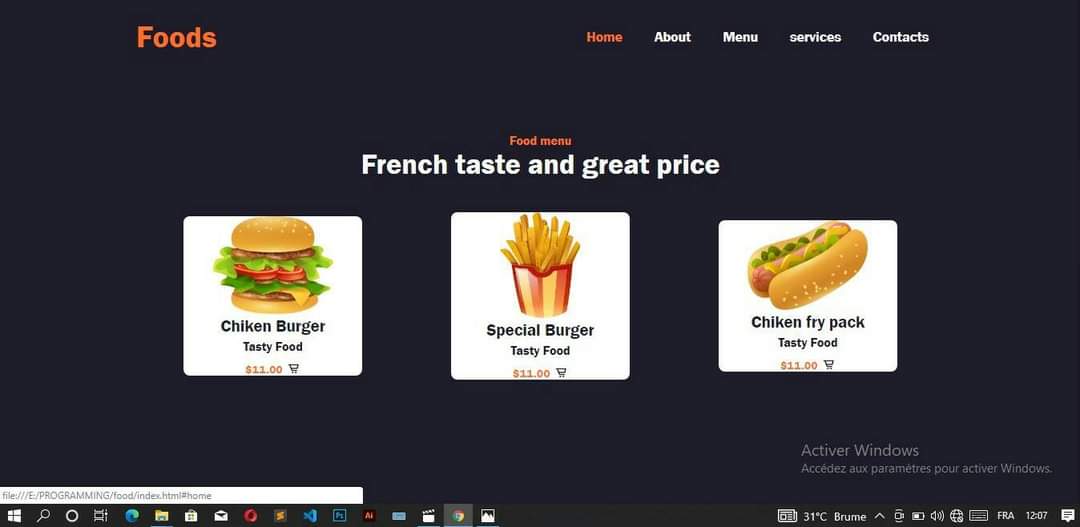 Foods
Home About Menu services Contacts
Food menu
French taste and great price
Chiken Burger
Tasty Food
$11.00
Special Burger
Tasty Food
$11.00
Chiken fry pack
Tasty Food
$11.00
Activer Windows
Accédez aux paramètres pour activer Windows.
file:///E:/PROGRAMMING/food/index.html#home
Ps
Ai
31°C Brume
FRA
12:07